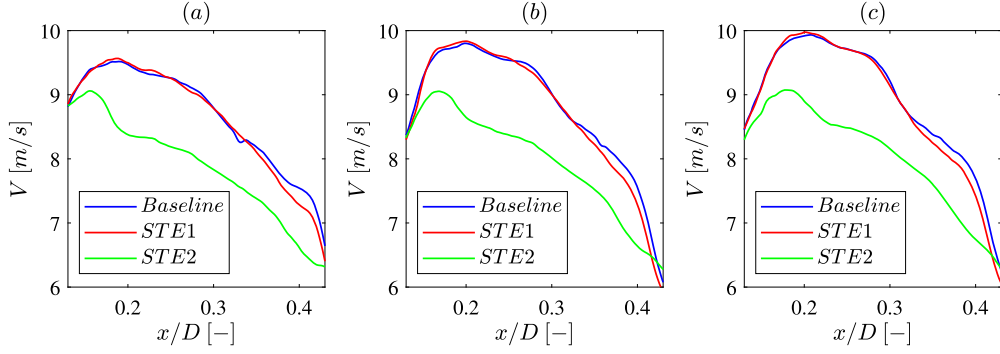 (a)
10
9
8
7
6
V [m/s]
Baseline
STE1
STE2
0.2
0.3
0.4
x/D [−]
(b)
10
9
8
7
6
V [m/s]
Baseline
STE1
STE2
0.2
0.3
0.4
x/D [−]
(c)
10
9
8
7
6
V [m/s]
Baseline
STE1
STE2
0.2
0.3
0.4
x/D [−]